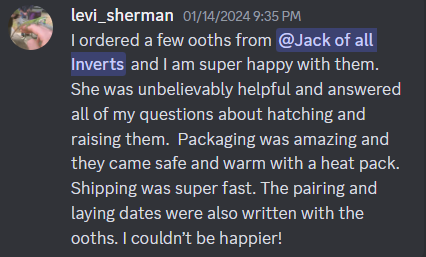 levi_sherman 01/14/2024 9:35 PM
I ordered a few ooths from @Jack of all
Inverts and I am super happy with them.
She was unbelievably helpful and answered
all of my questions about hatching and
raising them.  Packaging was amazing and
they came safe and warm with a heat pack.
Shipping was super fast. The pairing and
laying dates were also written with the
ooths. I couldn’t be happier!